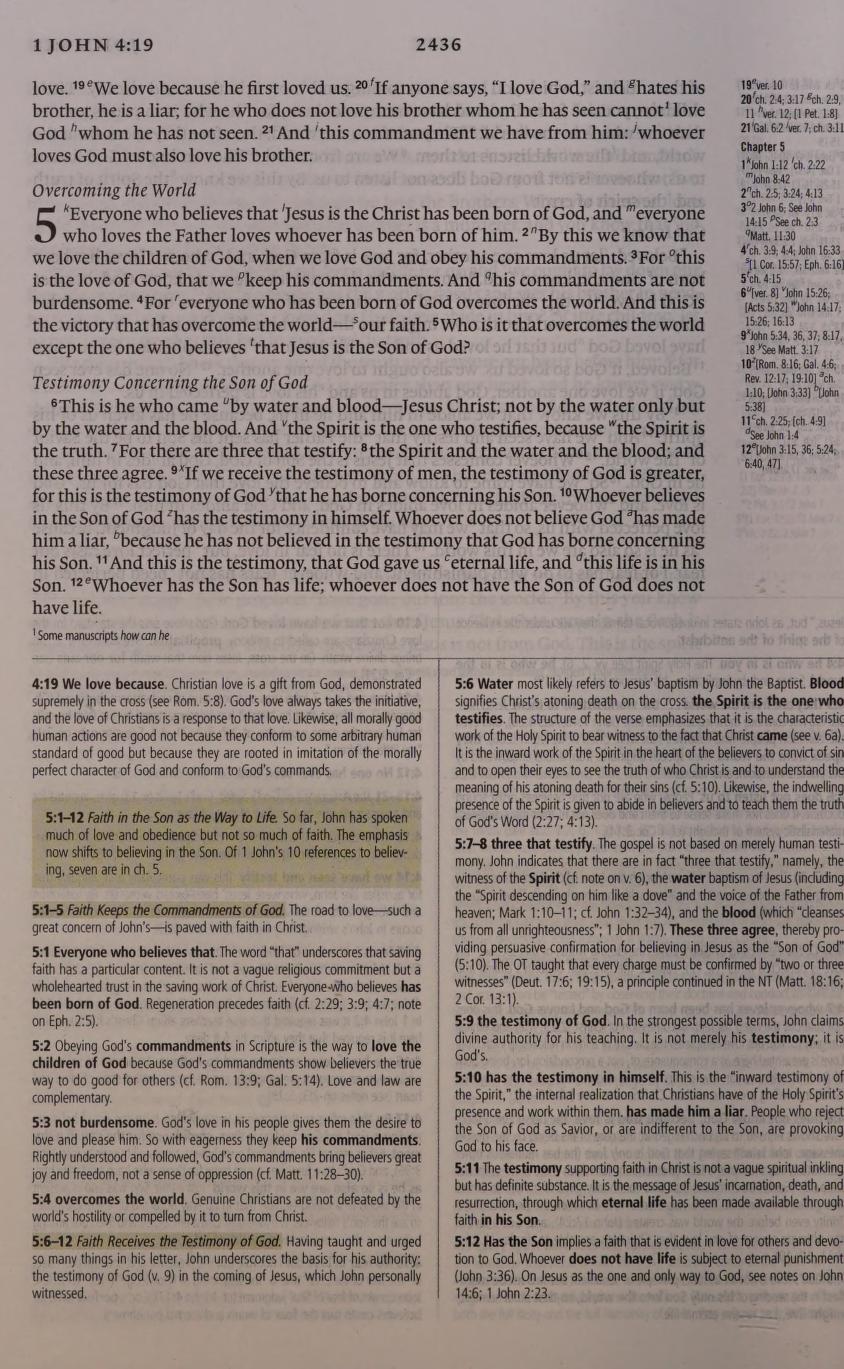 1 JOHN 4:19
2436
love. ¹⁹ ᵉWe love because he first loved us. ²⁰ ᶠIf anyone says, “I love God,” and ᵍhates his
brother, he is a liar; for he who does not love his brother whom he has seen cannot¹ love
God ʰwhom he has not seen. ²¹ And ⁱthis commandment we have from him: ʲwhoever
loves God must also love his brother.
Overcoming the World
5 ᵏEveryone who believes that ˡJesus is the Christ has been born of God, and ᵐeveryone
who loves the Father loves whoever has been born of him. ² ⁿBy this we know that
we love the children of God, when we love God and obey his commandments. ³ For ᵒthis
is the love of God, that we ᵖkeep his commandments. And ᑫhis commandments are not
burdensome. ⁴ For ʳeveryone who has been born of God overcomes the world. And this is
the victory that has overcome the world—ˢour faith. ⁵ Who is it that overcomes the world
except the one who believes ᵗthat Jesus is the Son of God?
Testimony Concerning the Son of God
⁶ This is he who came ᵘby water and blood—Jesus Christ; not by the water only but
by the water and the blood. And ᵛthe Spirit is the one who testifies, because ʷthe Spirit is
the truth. ⁷ For there are three that testify: ⁸ the Spirit and the water and the blood; and
these three agree. ⁹ ˣIf we receive the testimony of men, the testimony of God is greater,
for this is the testimony of God ʸthat he has borne concerning his Son. ¹⁰ Whoever believes
in the Son of God ᶻhas the testimony in himself. Whoever does not believe God ᵃhas made
him a liar, ᵇbecause he has not believed in the testimony that God has borne concerning
his Son. ¹¹ And this is the testimony, that God gave us ᶜeternal life, and ᵈthis life is in his
Son. ¹² ᵉWhoever has the Son has life; whoever does not have the Son of God does not
have life.
¹ Some manuscripts how can he
19 ᵉver. 10
20 ᶠch. 2:4; 3:17 ᵍch. 2:9,
11 ʰver. 12; [1 Pet. 1:8]
21 ⁱGal. 6:2 ʲver. 7; ch. 3:11
Chapter 5
1 ᵏJohn 1:12 ˡch. 2:22
ᵐJohn 8:42
2 ⁿch. 2:5; 3:24; 4:13
3 ᵒ2 John 6; See John
14:15 ᵖSee ch. 2:3
ᑫMatt. 11:30
4 ʳch. 3:9; 4:4; John 16:33
ˢ[1 Cor. 15:57; Eph. 6:16]
5 ᵗch. 4:15
6 ᵘ[ver. 8] ᵛJohn 15:26;
[Acts 5:32] ʷJohn 14:17;
15:26; 16:13
9 ˣJohn 5:34, 36, 37; 8:17,
18 ʸSee Matt. 3:17
10 ᶻ[Rom. 8:16; Gal. 4:6;
Rev. 12:17; 19:10] ᵃch.
1:10; [John 3:33] ᵇ[John
5:38]
11 ᶜch. 2:25; [ch. 4:9]
ᵈSee John 1:4
12 ᵉ[John 3:15, 36; 5:24;
6:40, 47]
4:19 We love because. Christian love is a gift from God, demonstrated
supremely in the cross (see Rom. 5:8). God’s love always takes the initiative,
and the love of Christians is a response to that love. Likewise, all morally good
human actions are good not because they conform to some arbitrary human
standard of good but because they are rooted in imitation of the morally
perfect character of God and conform to God’s commands.
5:1–12 Faith in the Son as the Way to Life. So far, John has spoken
much of love and obedience but not so much of faith. The emphasis
now shifts to believing in the Son. Of 1 John’s 10 references to believ-
ing, seven are in ch. 5.
5:1–5 Faith Keeps the Commandments of God. The road to love—such a
great concern of John’s—is paved with faith in Christ.
5:1 Everyone who believes that. The word “that” underscores that saving
faith has a particular content. It is not a vague religious commitment but a
wholehearted trust in the saving work of Christ. Everyone who believes has
been born of God. Regeneration precedes faith (cf. 2:29; 3:9; 4:7; note
on Eph. 2:5).
5:2 Obeying God’s commandments in Scripture is the way to love the
children of God because God’s commandments show believers the true
way to do good for others (cf. Rom. 13:9; Gal. 5:14). Love and law are
complementary.
5:3 not burdensome. God’s love in his people gives them the desire to
love and please him. So with eagerness they keep his commandments.
Rightly understood and followed, God’s commandments bring believers great
joy and freedom, not a sense of oppression (cf. Matt. 11:28–30).
5:4 overcomes the world. Genuine Christians are not defeated by the
world’s hostility or compelled by it to turn from Christ.
5:6–12 Faith Receives the Testimony of God. Having taught and urged
so many things in his letter, John underscores the basis for his authority:
the testimony of God (v. 9) in the coming of Jesus, which John personally
witnessed.
5:6 Water most likely refers to Jesus’ baptism by John the Baptist. Blood
signifies Christ’s atoning death on the cross. the Spirit is the one who
testifies. The structure of the verse emphasizes that it is the characteristic
work of the Holy Spirit to bear witness to the fact that Christ came (see v. 6a).
It is the inward work of the Spirit in the heart of the believers to convict of sin
and to open their eyes to see the truth of who Christ is and to understand the
meaning of his atoning death for their sins (cf. 5:10). Likewise, the indwelling
presence of the Spirit is given to abide in believers and to teach them the truth
of God’s Word (2:27; 4:13).
5:7–8 three that testify. The gospel is not based on merely human testi-
mony. John indicates that there are in fact “three that testify,” namely, the
witness of the Spirit (cf. note on v. 6), the water baptism of Jesus (including
the “Spirit descending on him like a dove” and the voice of the Father from
heaven; Mark 1:10–11; cf. John 1:32–34), and the blood (which “cleanses
us from all unrighteousness”; 1 John 1:7). These three agree, thereby pro-
viding persuasive confirmation for believing in Jesus as the “Son of God”
(5:10). The OT taught that every charge must be confirmed by “two or three
witnesses” (Deut. 17:6; 19:15), a principle continued in the NT (Matt. 18:16;
2 Cor. 13:1).
5:9 the testimony of God. In the strongest possible terms, John claims
divine authority for his teaching. It is not merely his testimony; it is
God’s.
5:10 has the testimony in himself. This is the “inward testimony of
the Spirit,” the internal realization that Christians have of the Holy Spirit’s
presence and work within them. has made him a liar. People who reject
the Son of God as Savior, or are indifferent to the Son, are provoking
God to his face.
5:11 The testimony supporting faith in Christ is not a vague spiritual inkling
but has definite substance. It is the message of Jesus’ incarnation, death, and
resurrection, through which eternal life has been made available through
faith in his Son.
5:12 Has the Son implies a faith that is evident in love for others and devo-
tion to God. Whoever does not have life is subject to eternal punishment
(John 3:36). On Jesus as the one and only way to God, see notes on John
14:6; 1 John 2:23.